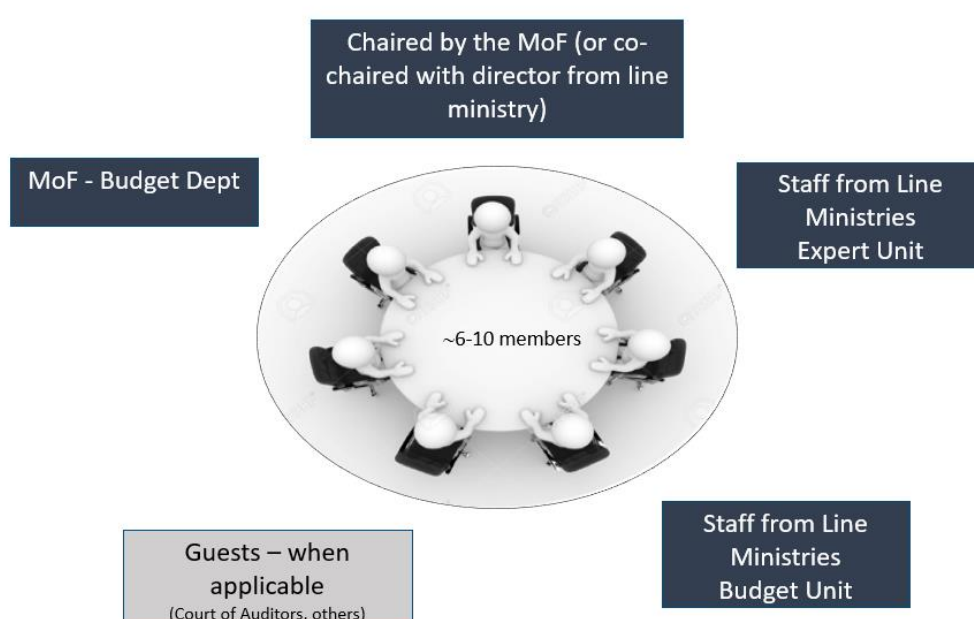 Chaired by the MoF (or co-
chaired with director from line
ministry)
MoF - Budget Dept
Staff from Line
Ministries
Expert Unit
~6-10 members
Staff from Line
Ministries
Budget Unit
Guests – when
applicable
(Court of Auditors, others)